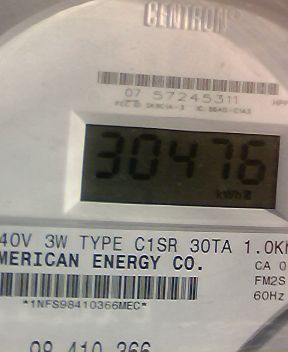 CENTRON
07 57245311
30476
kWh
40V 3W TYPE C1SR 30TA 1.0K
MERICAN ENERGY CO.
CA 0
FM2S
60Hz
*1NFS98410366MEC*
98 410 366